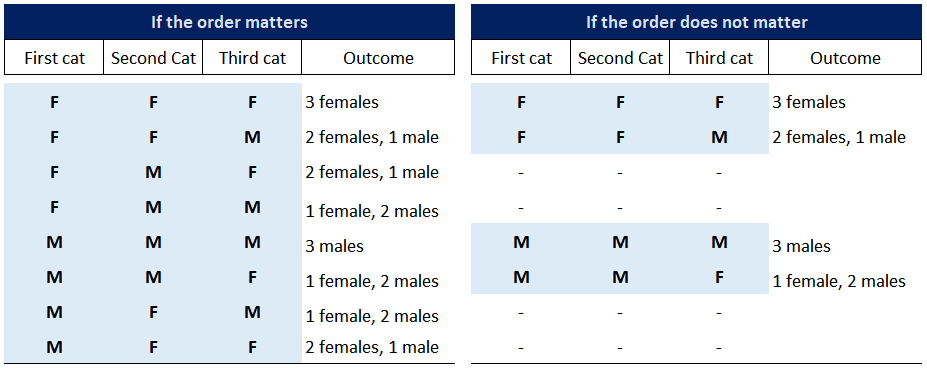 If the order matters
First cat Second Cat Third cat Outcome
F F F 3 females
F F M 2 females, 1 male
F M F 2 females, 1 male
F M M 1 female, 2 males
M M M 3 males
M M F 1 female, 2 males
M F M 1 female, 2 males
M F F 2 females, 1 male
If the order does not matter
First cat Second Cat Third cat Outcome
F F F 3 females
F F M 2 females, 1 male
- - -
- - -
M M M 3 males
M M F 1 female, 2 males
- - -
- - -